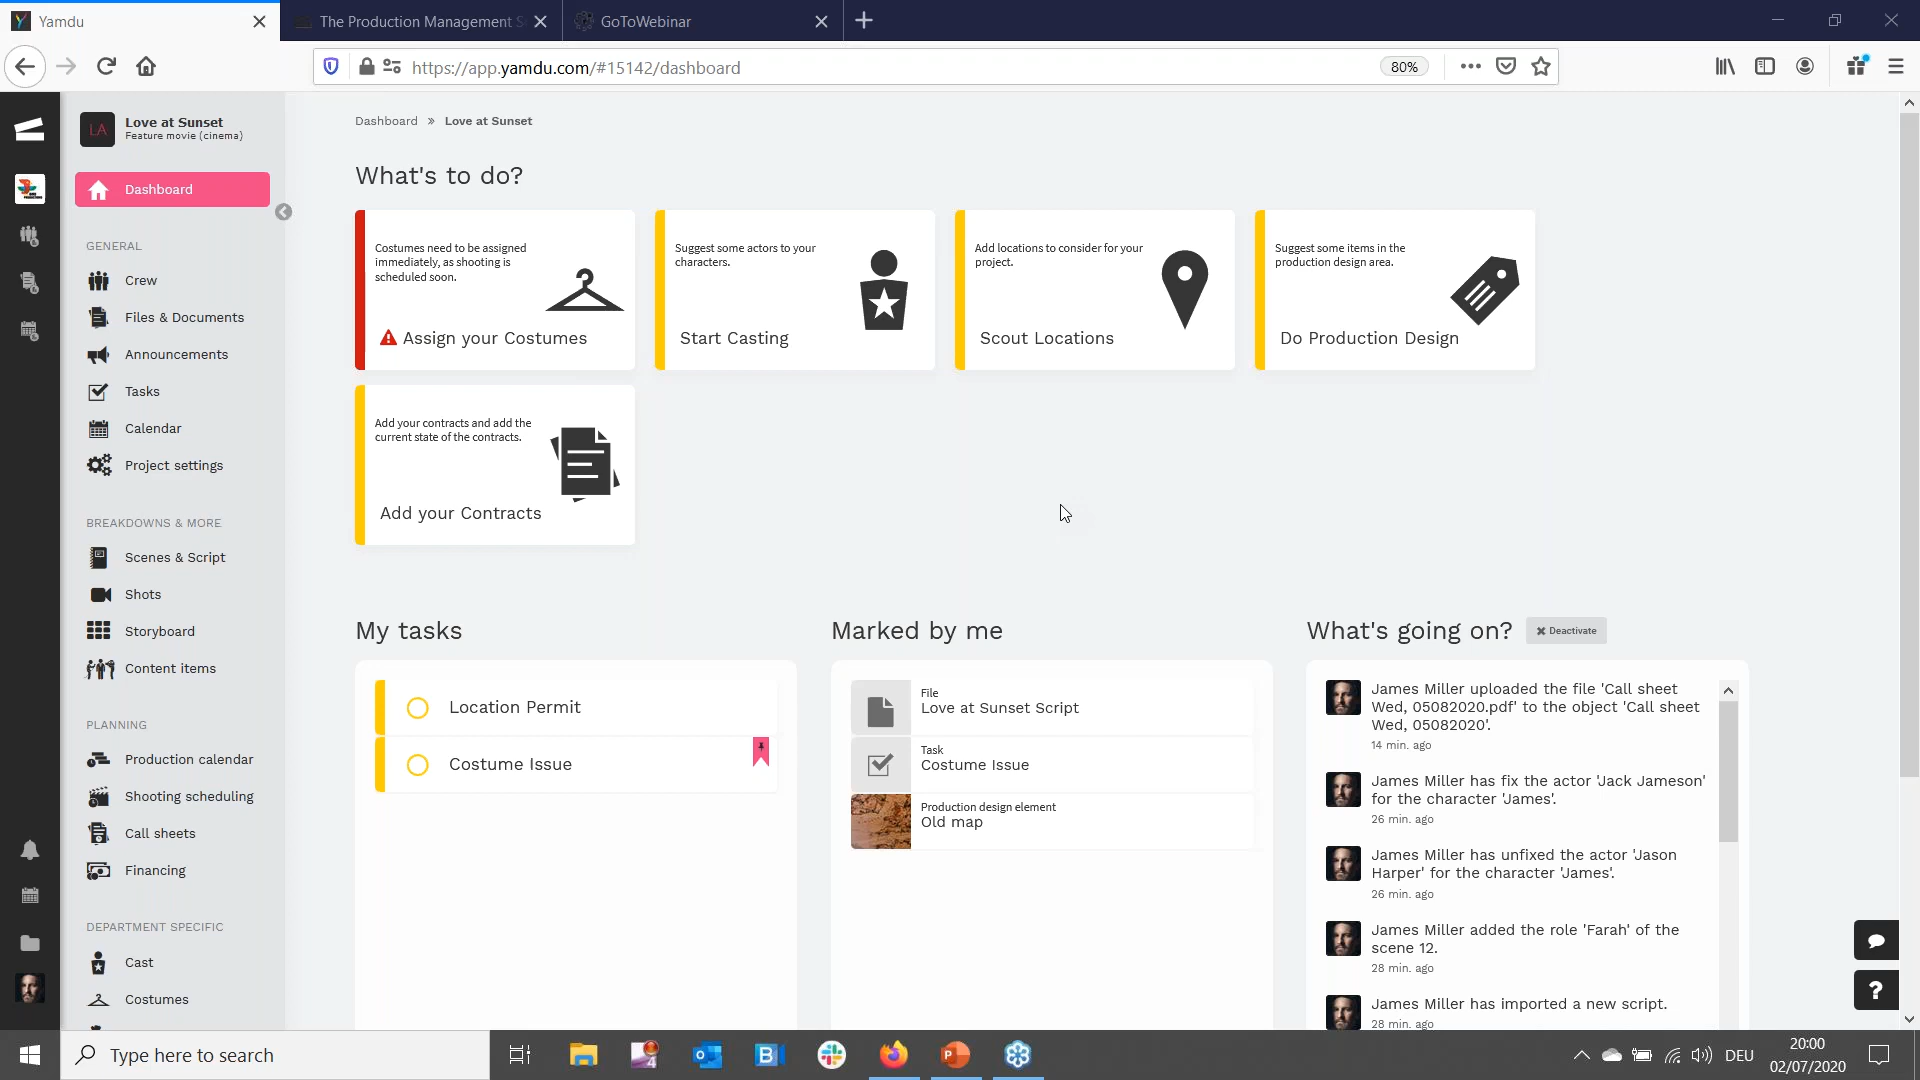 Yamdu
The Production Management S
GoToWebinar
https://app.yamdu.com/#15142/dashboard
80%
LA
Love at Sunset
Feature movie (cinema)
Dashboard
GENERAL
Crew
Files & Documents
Announcements
Tasks
Calendar
Project settings
BREAKDOWNS & MORE
Scenes & Script
Shots
Storyboard
Content items
PLANNING
Production calendar
Shooting scheduling
Call sheets
Financing
DEPARTMENT SPECIFIC
Cast
Costumes
Dashboard » Love at Sunset
What's to do?
Costumes need to be assigned
immediately, as shooting is
scheduled soon.
Assign your Costumes
Suggest some actors to your
characters.
Start Casting
Add locations to consider for your
project.
Scout Locations
Suggest some items in the
production design area.
Do Production Design
Add your contracts and add the
current state of the contracts.
Add your Contracts
My tasks
Location Permit
Costume Issue
Marked by me
File
Love at Sunset Script
Task
Costume Issue
Production design element
Old map
What's going on?
Deactivate
James Miller uploaded the file 'Call sheet
Wed, 05082020.pdf' to the object 'Call sheet
Wed, 05082020'.
14 min. ago
James Miller has fix the actor 'Jack Jameson'
for the character 'James'.
26 min. ago
James Miller has unfixed the actor 'Jason
Harper' for the character 'James'.
26 min. ago
James Miller added the role 'Farah' of the
scene 12.
28 min. ago
James Miller has imported a new script.
28 min. ago
Type here to search
DEU
20:00
02/07/2020